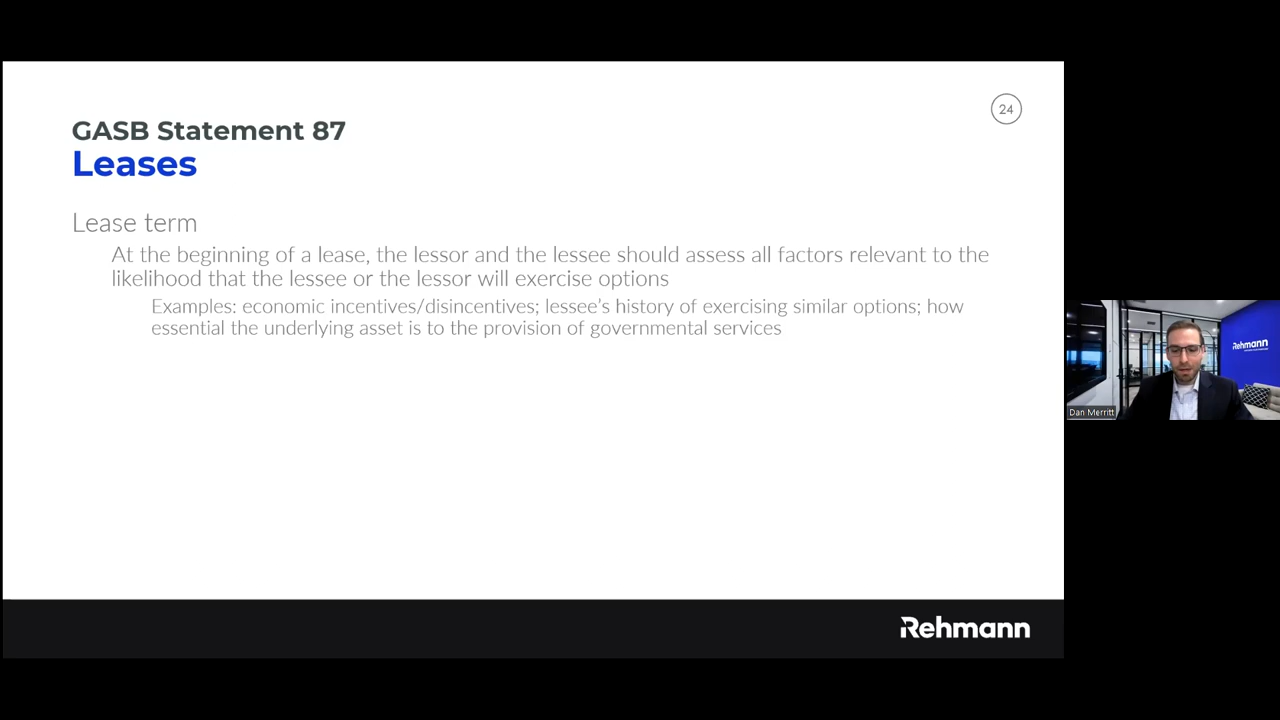 24
GASB Statement 87
Leases
Lease term
At the beginning of a lease, the lessor and the lessee should assess all factors relevant to the
likelihood that the lessee or the lessor will exercise options
Examples: economic incentives/disincentives; lessee’s history of exercising similar options; how
essential the underlying asset is to the provision of governmental services
Rehmann
Rehmann
Dan Merritt